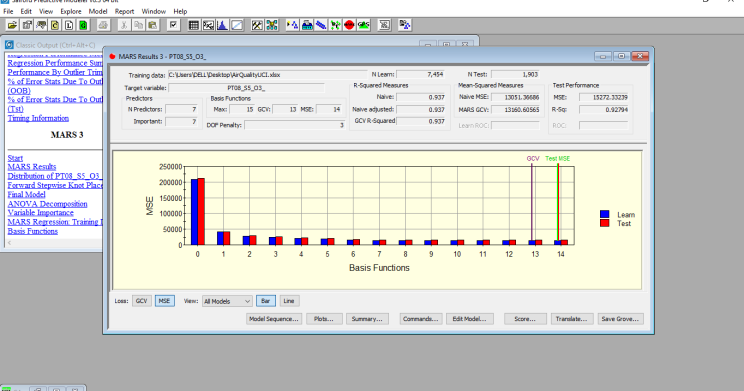 Salford Predictive Modeler v8.3 64-bit
File Edit View Explore Model Report Window Help
Classic Output (Ctrl+Alt+C)
Regression Performance Sum
Performance By Outlier Trim
% of Error Stats Due To Outl
(OOB)
% of Error Stats Due To Outl
(Tst)
Timing Information
MARS 3
Start
MARS Results
Distribution of PT08_S5_O3_
Forward Stepwise Knot Place
Final Model
ANOVA Decomposition
Variable Importance
MARS Regression: Training D
Basis Functions
MARS Results 3 - PT08_S5_O3_
Training data: C:\Users\DELL\Desktop\AirQualityUCI.xlsx
Target variable: PT08_S5_O3_
Predictors
N Predictors: 7
Important: 7
Basis Functions
Max: 15 GCV: 13 MSE: 14
DOF Penalty: 3
N Learn: 7,454 N Test: 1,903
R-Squared Measures
Naive: 0.937
Naive adjusted: 0.937
GCV R-Squared 0.937
Mean-Squared Measures
Naive MSE: 13051.36686
MARS GCV: 13160.60565
Learn ROC:
Test Performance
MSE: 15272.33239
R-Sq: 0.92794
ROC:
GCV Test MSE
250000
200000
150000
100000
50000
0
MSE
0 1 2 3 4 5 6 7 8 9 10 11 12 13 14
Basis Functions
Learn
Test
Loss: GCV MSE View: All Models Bar Line
Model Sequence... Plots... Summary... Commands... Edit Model... Score... Translate... Save Grove...